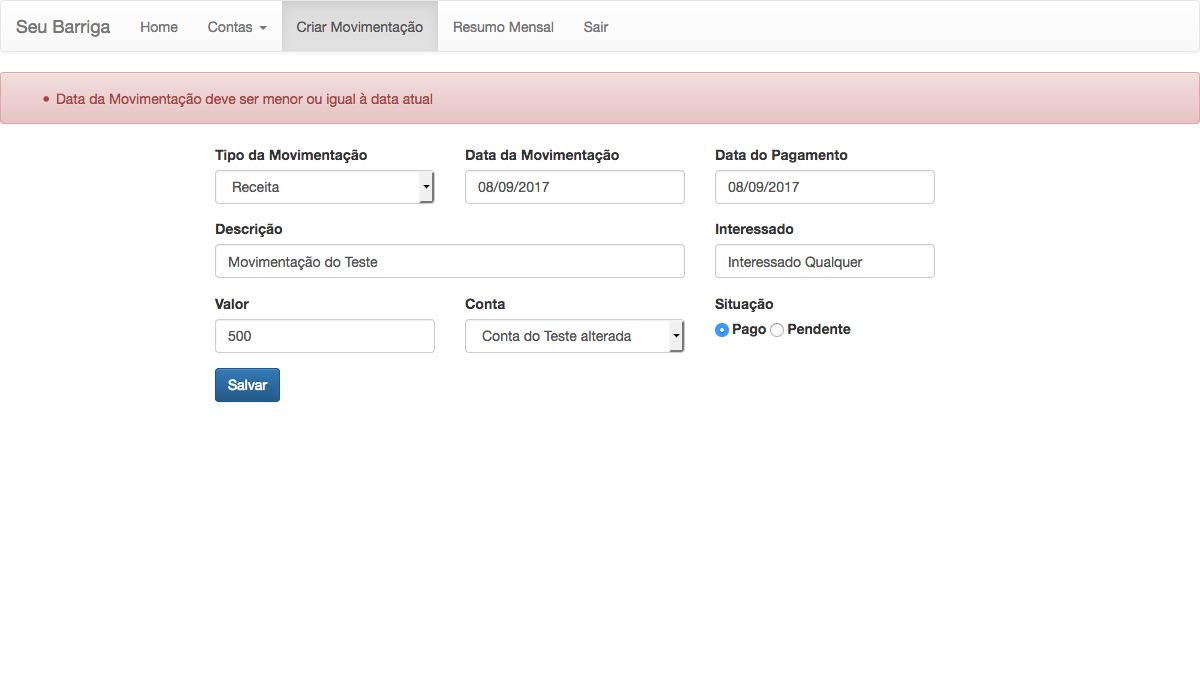 Seu Barriga Home Contas Criar Movimentação Resumo Mensal Sair
Data da Movimentação deve ser menor ou igual à data atual
Tipo da Movimentação Data da Movimentação Data do Pagamento
Receita 08/09/2017 08/09/2017
Descrição Interessado
Movimentação do Teste Interessado Qualquer
Valor Conta Situação
500 Conta do Teste alterada Pago Pendente
Salvar